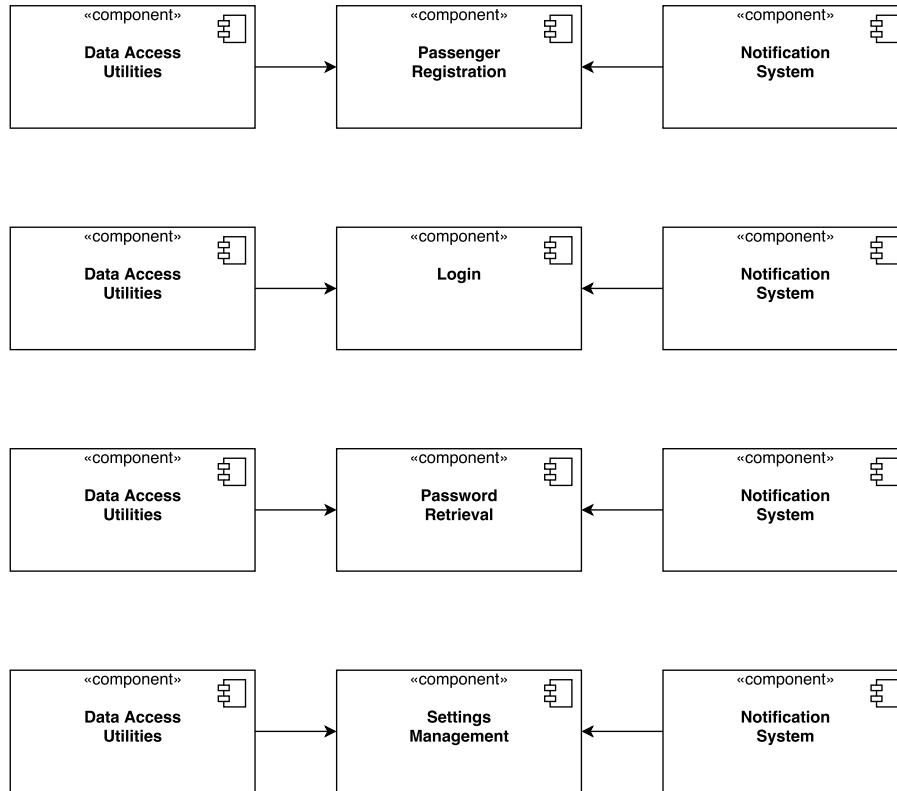 «component» «component» «component»
Data Access Passenger Notification
Utilities Registration System
«component» «component» «component»
Data Access Login Notification
Utilities System
«component» «component» «component»
Data Access Password Notification
Utilities Retrieval System
«component» «component» «component»
Data Access Settings Notification
Utilities Management System